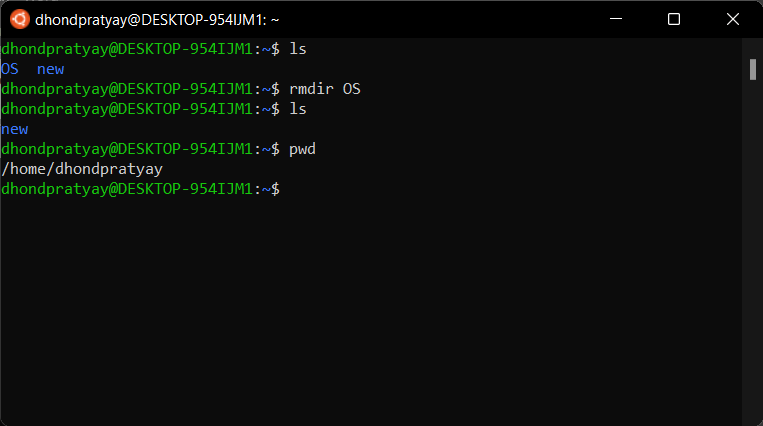 dhondpratyay@DESKTOP-954IJM1: ~
dhondpratyay@DESKTOP-954IJM1:~$ ls
OS  new
dhondpratyay@DESKTOP-954IJM1:~$ rmdir OS
dhondpratyay@DESKTOP-954IJM1:~$ ls
new
dhondpratyay@DESKTOP-954IJM1:~$ pwd
/home/dhondpratyay
dhondpratyay@DESKTOP-954IJM1:~$